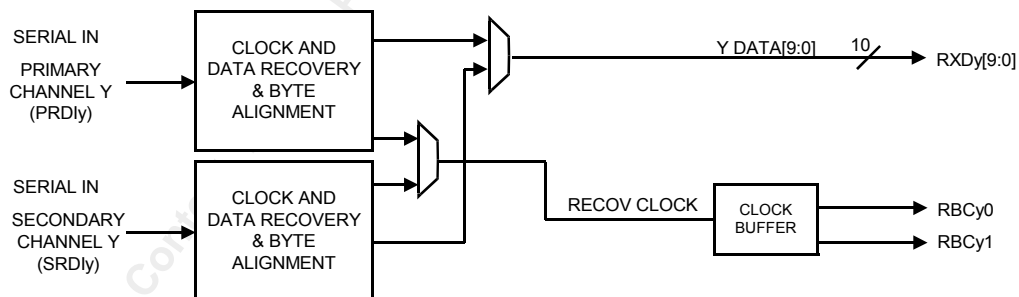 SERIAL IN
PRIMARY
CHANNEL Y
(PRDIy)
CLOCK AND
DATA RECOVERY
& BYTE
ALIGNMENT
Y DATA[9:0]
10
RXDy[9:0]
SERIAL IN
SECONDARY
CHANNEL Y
(SRDIy)
CLOCK AND
DATA RECOVERY
& BYTE
ALIGNMENT
RECOV CLOCK
CLOCK
BUFFER
RBCy0
RBCy1